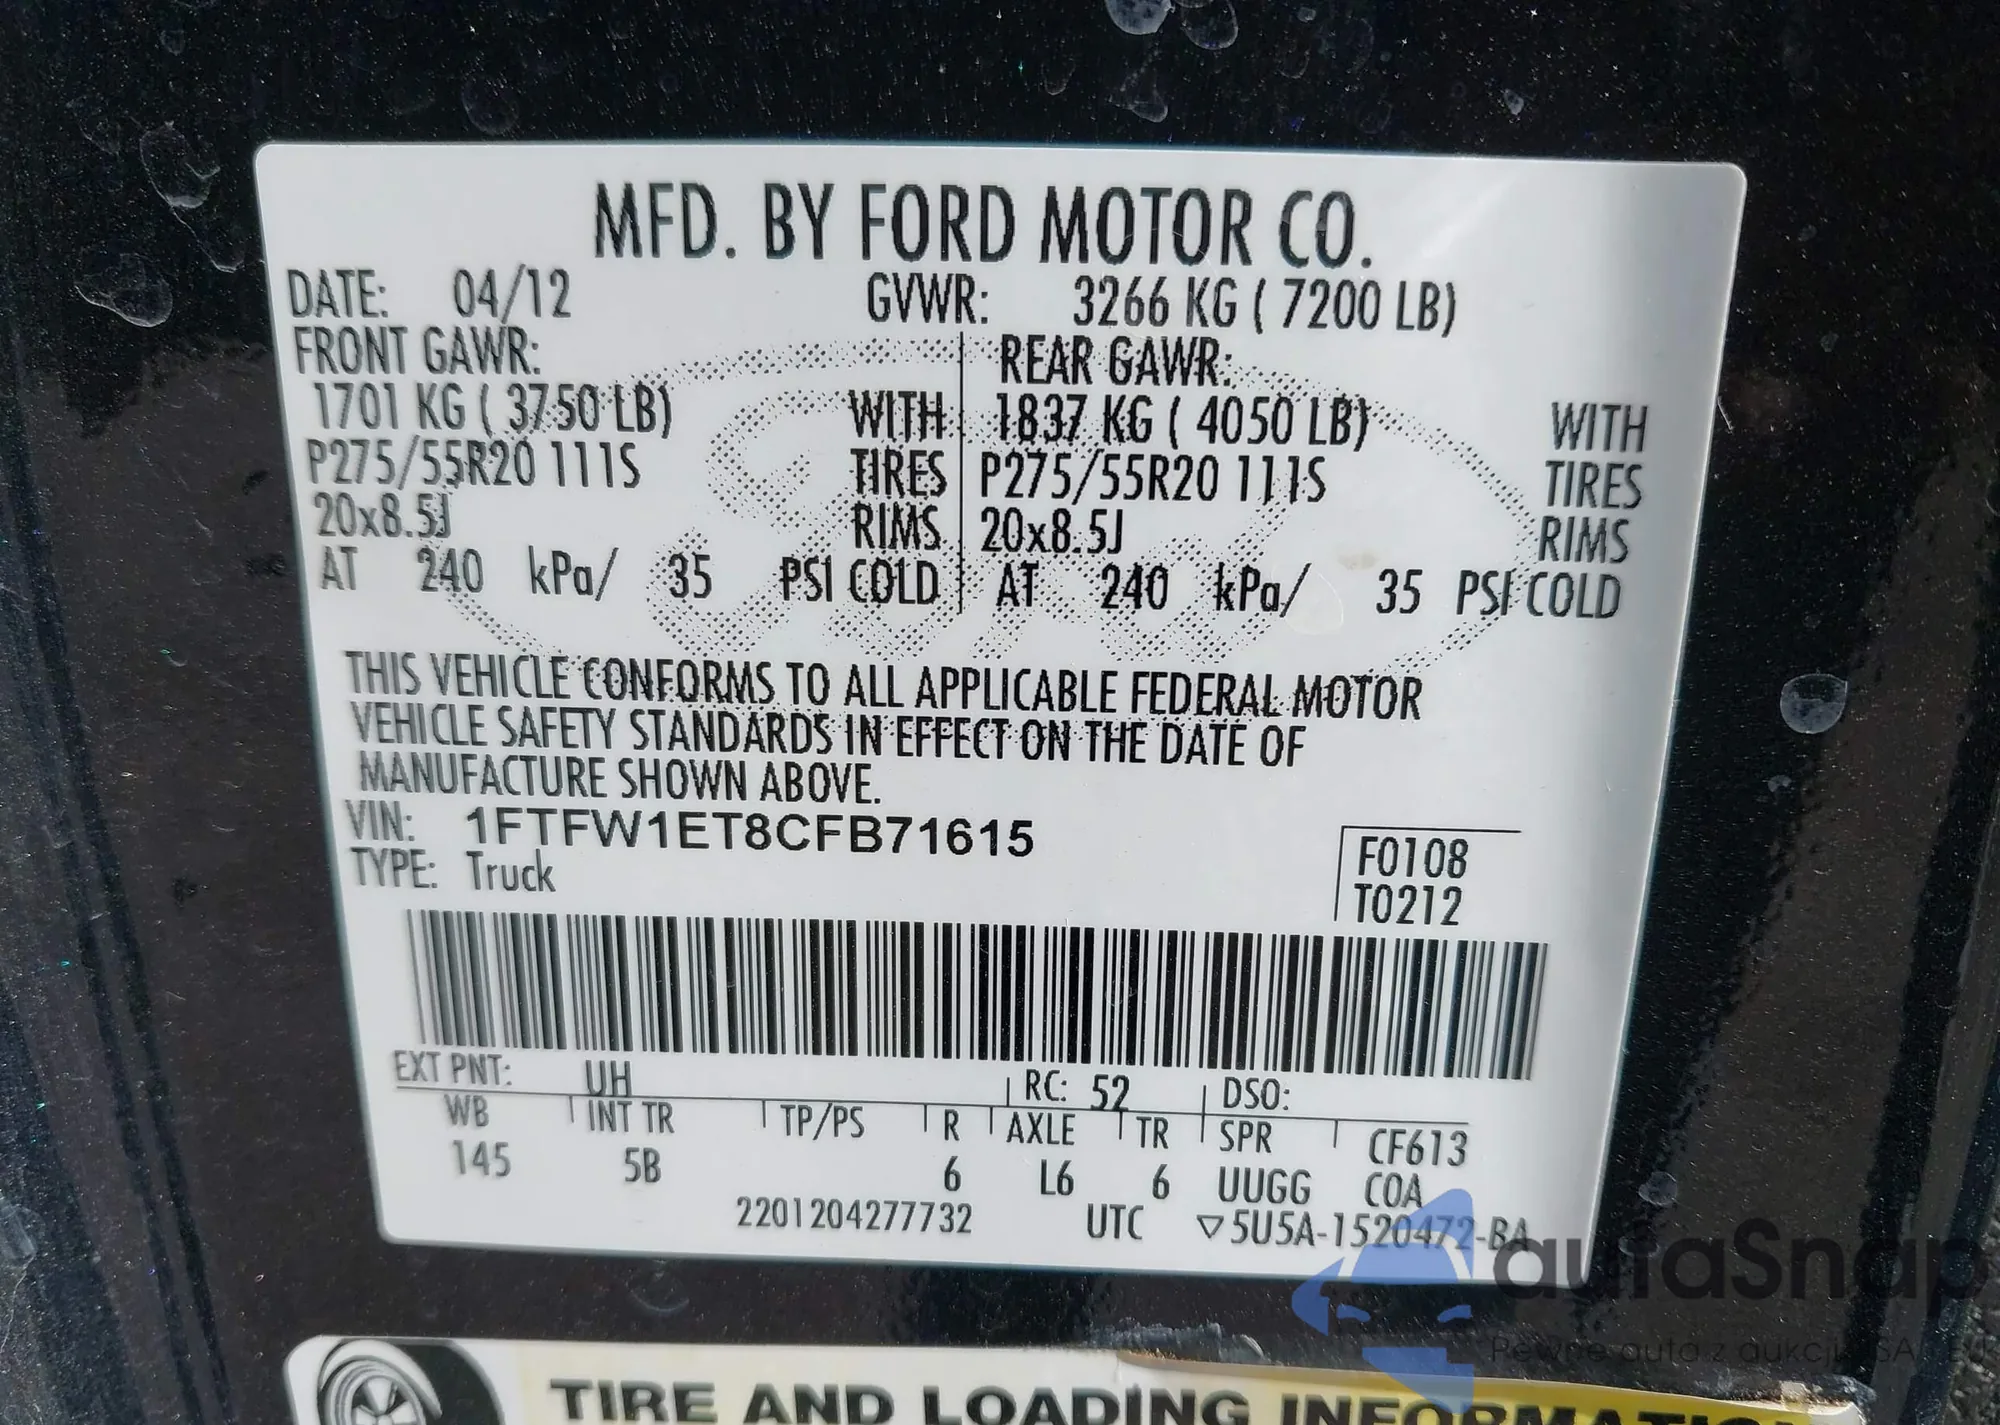 MFD. BY FORD MOTOR CO.
DATE: 04/12 GVWR: 3266 KG ( 7200 LB)
FRONT GAWR: REAR GAWR:
1701 KG ( 3750 LB) WITH 1837 KG ( 4050 LB) WITH
P275/55R20 111S TIRES P275/55R20 111S TIRES
20x8.5J RIMS 20x8.5J RIMS
AT 240 kPa/ 35 PSI COLD AT 240 kPa/ 35 PSI COLD
THIS VEHICLE CONFORMS TO ALL APPLICABLE FEDERAL MOTOR
VEHICLE SAFETY STANDARDS IN EFFECT ON THE DATE OF
MANUFACTURE SHOWN ABOVE.
VIN: 1FTFW1ET8CFB71615
TYPE: Truck
F0108
T0212
EXT PNT: UH RC: 52 DSO:
WB INT TR TP/PS R AXLE TR SPR CF613
145 5B 6 L6 6 UUGG COA
2201204277732 UTC ▽5U5A-1520472-BA
autaSnap
Pewne auta z aukcji
TIRE AND LOADING INFORMATION